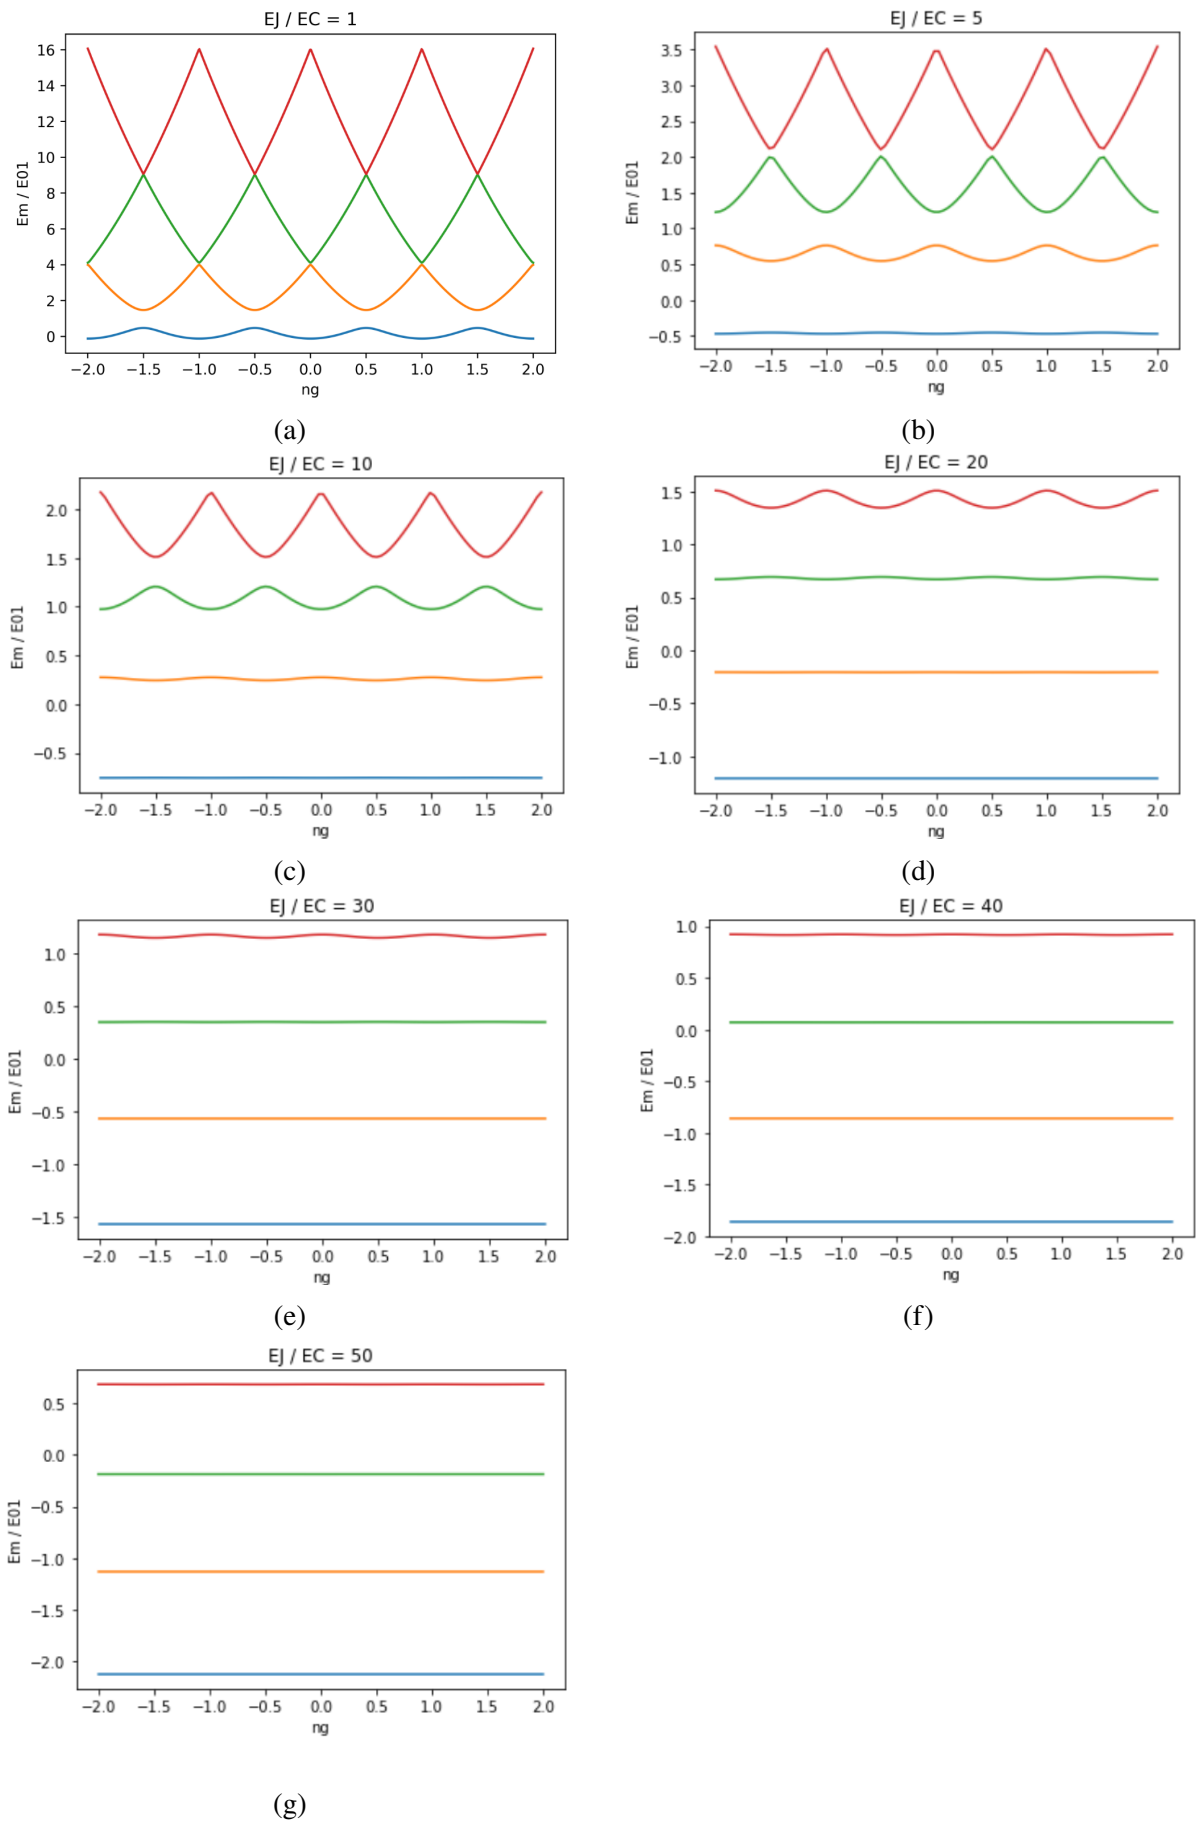 EJ / EC = 1
Em / E01
16
14
12
10
8
6
4
2
0
−2.0 −1.5 −1.0 −0.5 0.0 0.5 1.0 1.5 2.0
ng
(a)
EJ / EC = 5
Em / E01
3.5
3.0
2.5
2.0
1.5
1.0
0.5
0.0
−0.5
−2.0 −1.5 −1.0 −0.5 0.0 0.5 1.0 1.5 2.0
ng
(b)
EJ / EC = 10
Em / E01
2.0
1.5
1.0
0.5
0.0
−0.5
−2.0 −1.5 −1.0 −0.5 0.0 0.5 1.0 1.5 2.0
ng
(c)
EJ / EC = 20
Em / E01
1.5
1.0
0.5
0.0
−0.5
−1.0
−2.0 −1.5 −1.0 −0.5 0.0 0.5 1.0 1.5 2.0
ng
(d)
EJ / EC = 30
Em / E01
1.0
0.5
0.0
−0.5
−1.0
−1.5
−2.0 −1.5 −1.0 −0.5 0.0 0.5 1.0 1.5 2.0
ng
(e)
EJ / EC = 40
Em / E01
1.0
0.5
0.0
−0.5
−1.0
−1.5
−2.0
−2.0 −1.5 −1.0 −0.5 0.0 0.5 1.0 1.5 2.0
ng
(f)
EJ / EC = 50
Em / E01
0.5
0.0
−0.5
−1.0
−1.5
−2.0
−2.0 −1.5 −1.0 −0.5 0.0 0.5 1.0 1.5 2.0
ng
(g)